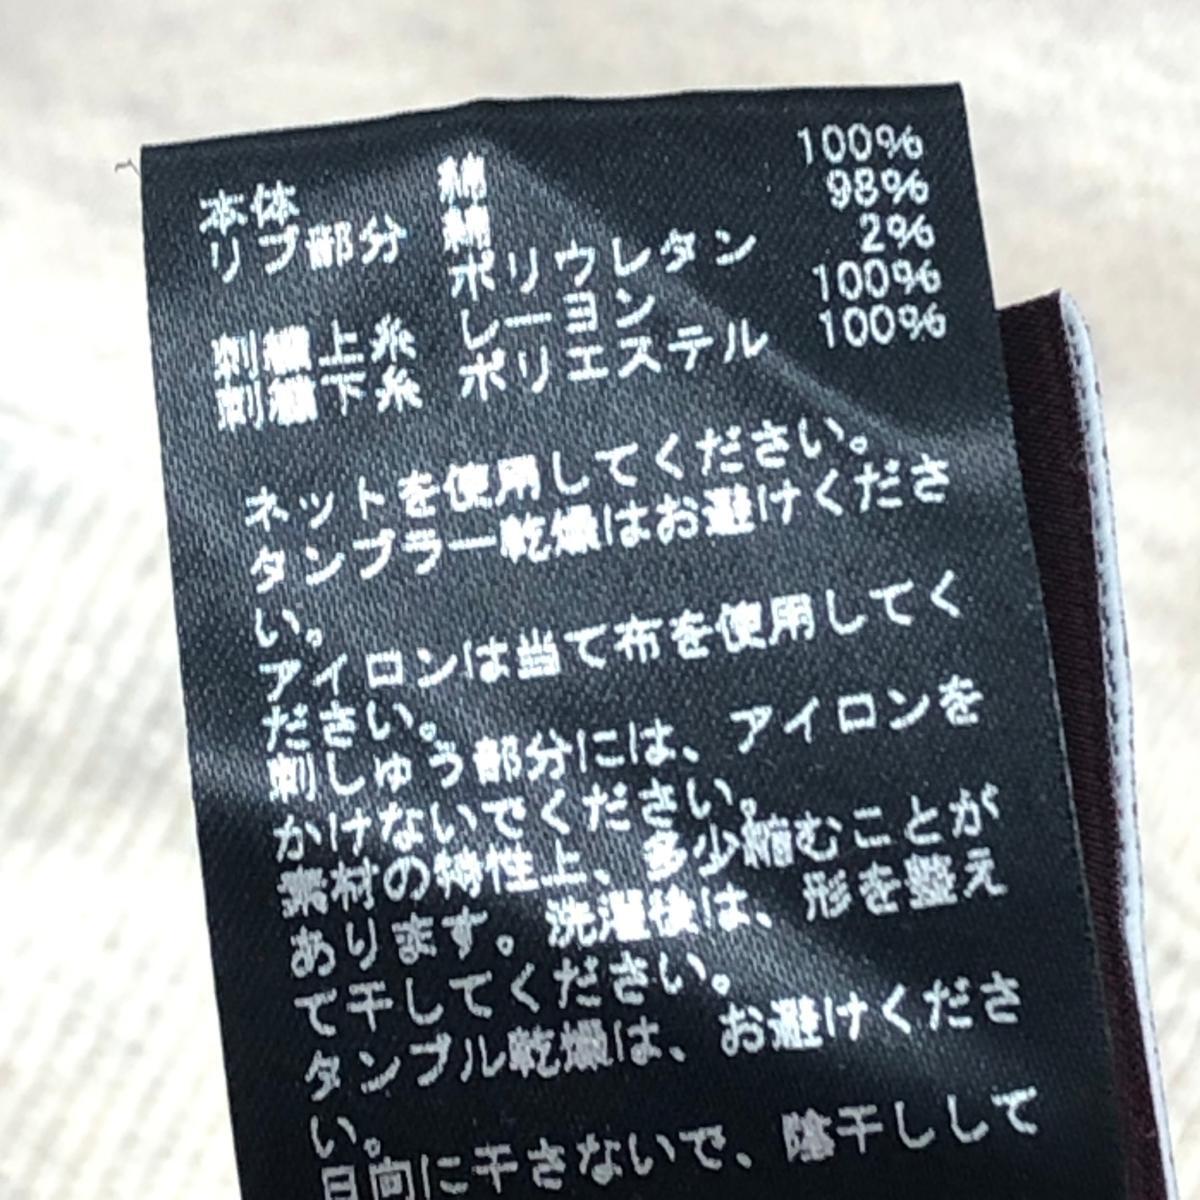 本体 綿 100%
リブ部分 綿 98%
ポリウレタン 2%
刺繍上糸 レーヨン 100%
刺繍下糸 ポリエステル 100%
ネットを使用してください。
タンブラー乾燥はお避けくださ
い。
アイロンは当て布を使用してく
ださい。
刺しゅう部分には、アイロンを
かけないでください。
素材の特性上、多少縮むことが
あります。洗濯後は、形を整え
て干してください。
タンブル乾燥は、お避けくださ
い。
日向に干さないで、陰干しして